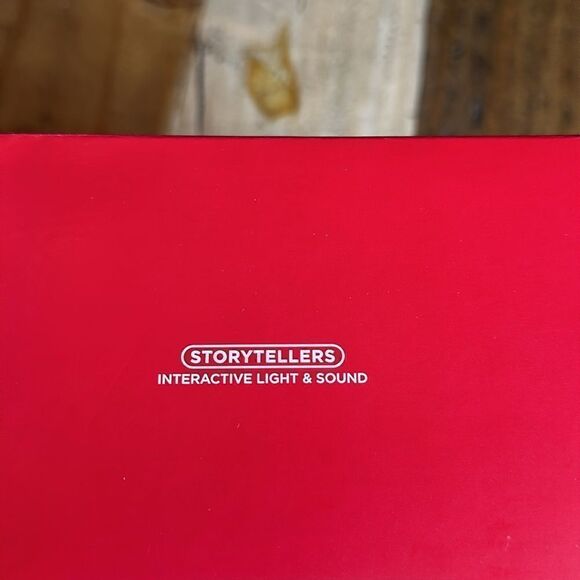 STORYTELLERS
INTERACTIVE LIGHT & SOUND